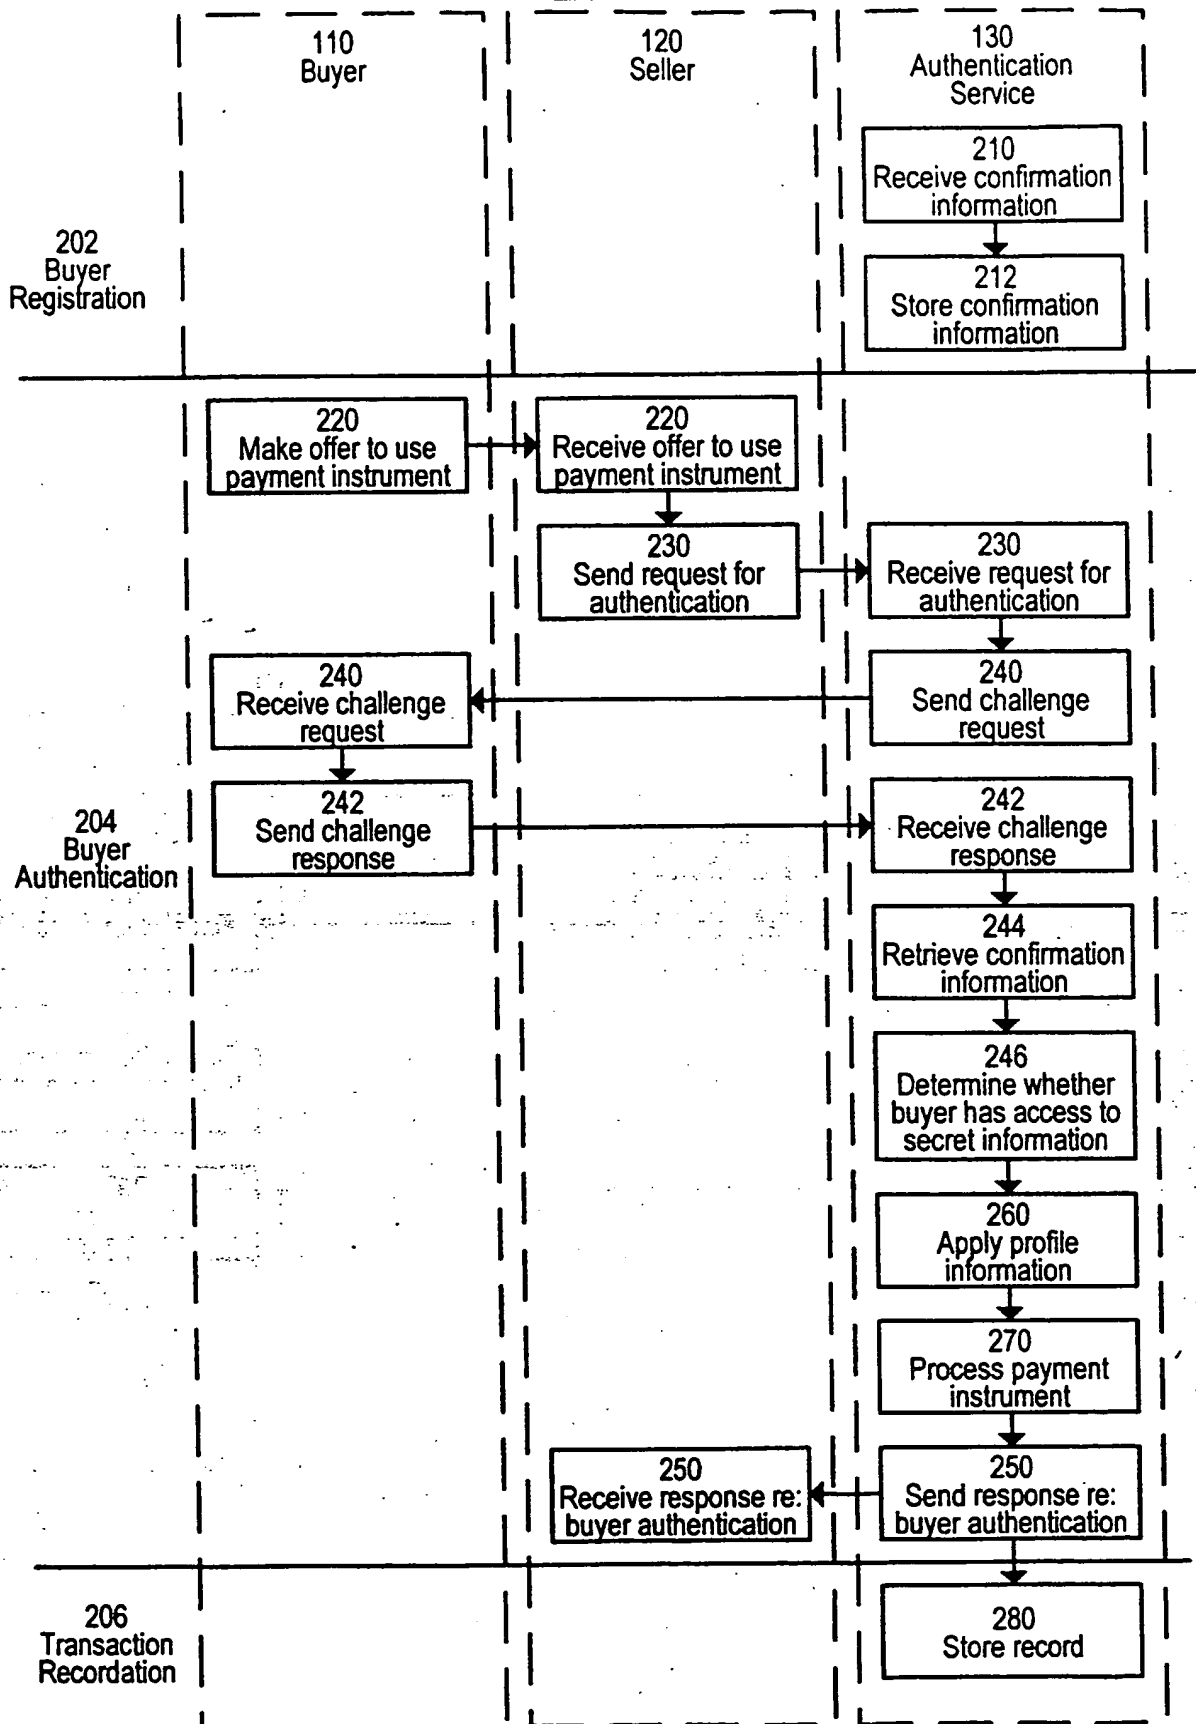 110
Buyer
120
Seller
130
Authentication
Service
210
Receive confirmation
information
202
Buyer
Registration
212
Store confirmation
information
220
Make offer to use
payment instrument
220
Receive offer to use
payment instrument
230
Send request for
authentication
230
Receive request for
authentication
240
Receive challenge
request
240
Send challenge
request
204
Buyer
Authentication
242
Send challenge
response
242
Receive challenge
response
244
Retrieve confirmation
information
246
Determine whether
buyer has access to
secret information
260
Apply profile
information
270
Process payment
instrument
250
Receive response re:
buyer authentication
250
Send response re:
buyer authentication
206
Transaction
Recordation
280
Store record